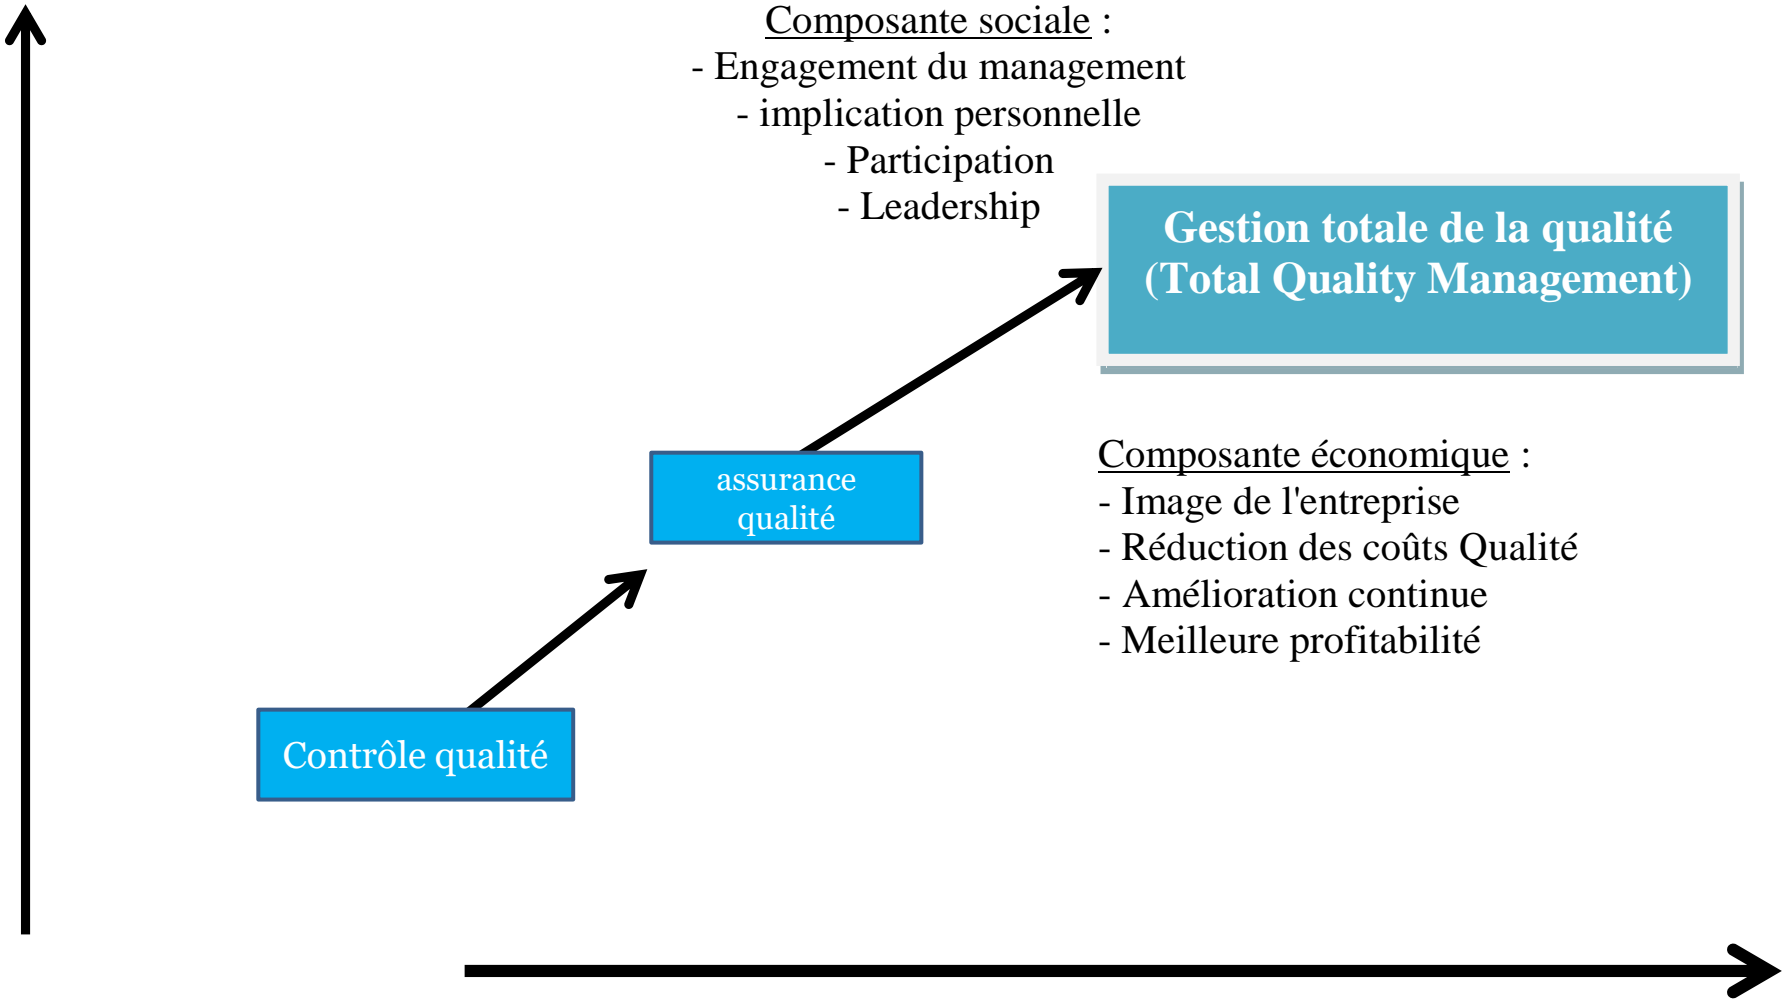 Composante sociale :
- Engagement du management
- implication personnelle
- Participation
- Leadership
Gestion totale de la qualité
(Total Quality Management)
assurance
qualité
Composante économique :
- Image de l'entreprise
- Réduction des coûts Qualité
- Amélioration continue
- Meilleure profitabilité
Contrôle qualité